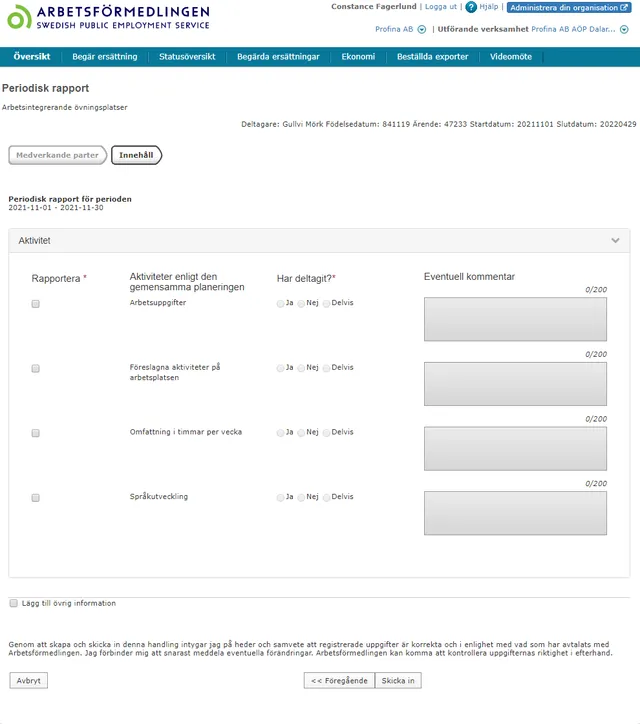 ARBETSFÖRMEDLINGEN
SWEDISH PUBLIC EMPLOYMENT SERVICE
Constance Fagerlund | Logga ut | ? Hjälp | Administrera din organisation
Profina AB | Utförande verksamhet Profina AB AOP Dalar...
Översikt Begär ersättning Statusöversikt Begärda ersättningar Ekonomi Beställda exporter Videomöte
Periodisk rapport
Arbetsintegrerande övningsplatser
Deltagare: Gullvi Mörk Födelsedatum: 841119 Ärende: 47233 Startdatum: 20211101 Slutdatum: 20220429
Medverkande parter Innehåll
Periodisk rapport för perioden
2021-11-01 - 2021-11-30
Aktivitet
Rapportera * Aktiviteter enligt den gemensamma planeringen Har deltagit?* Eventuell kommentar
0/200
Arbetsuppgifter Ja Nej Delvis
0/200
Föreslagna aktiviteter på Ja Nej Delvis
arbetsplatsen
0/200
Omfattning i timmar per vecka Ja Nej Delvis
0/200
Språkutveckling Ja Nej Delvis
Lägg till övrig information
Genom att skapa och skicka in denna handling intygar jag på heder och samvete att registrerade uppgifter är korrekta och i enlighet med vad som har avtalats med
Arbetsförmedlingen. Jag förbinder mig att snarast meddela eventuella förändringar. Arbetsförmedlingen kan komma att kontrollera uppgifternas riktighet i efterhand.
Avbryt << Föregående Skicka in